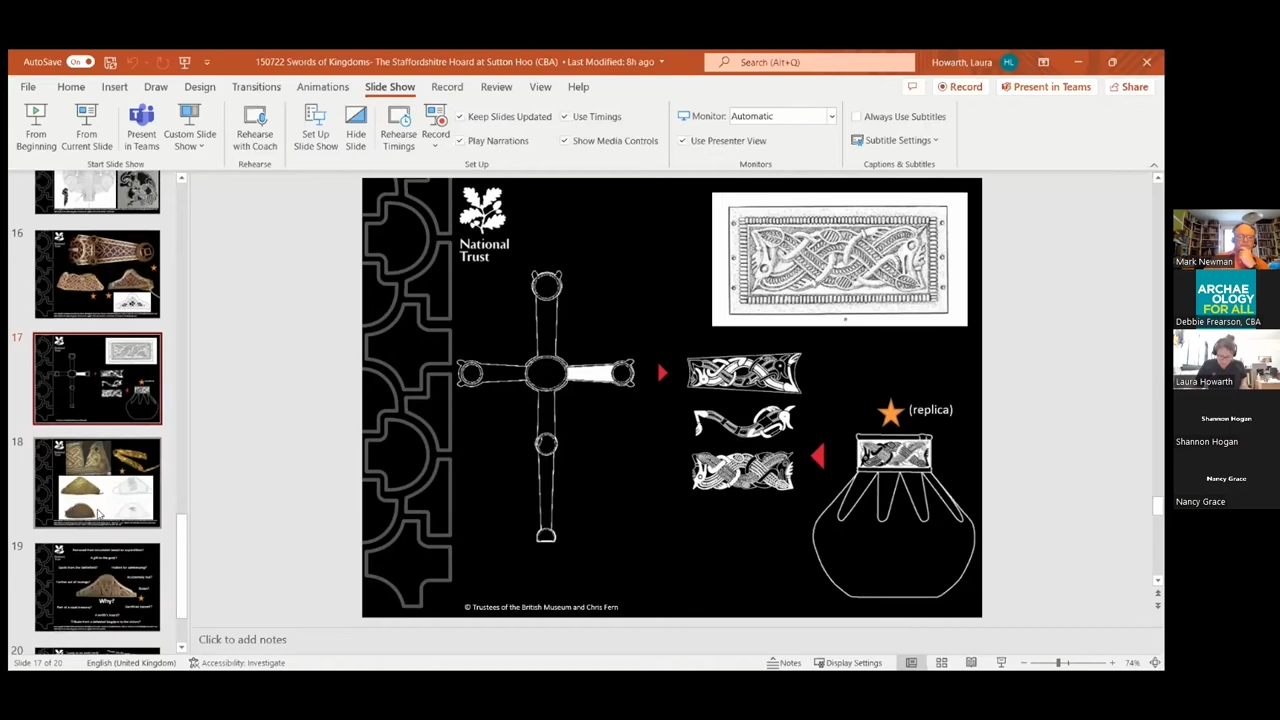 AutoSave On
150722 Swords of Kingdoms- The Staffordshitre Hoard at Sutton Hoo (CBA) • Last Modified: 8h ago
Search (Alt+Q)
Howarth, Laura HL
File Home Insert Draw Design Transitions Animations Slide Show Record Review View Help
Record Present in Teams Share
From Beginning
From Current Slide
Present in Teams
Custom Slide Show
Rehearse with Coach
Set Up Slide Show
Hide Slide
Rehearse Timings
Record
Keep Slides Updated
Use Timings
Play Narrations
Show Media Controls
Monitor: Automatic
Use Presenter View
Always Use Subtitles
Subtitle Settings
Start Slide Show
Rehearse
Set Up
Monitors
Captions & Subtitles
16
17
18
19
Why?
20
National
Trust
(replica)
© Trustees of the British Museum and Chris Fern
Click to add notes
Slide 17 of 20
English (United Kingdom)
Accessibility: Investigate
Notes
Display Settings
74%
Mark Newman
ARCHAE
OLOGY
FOR ALL
Debbie Frearson, CBA
Laura Howarth
Shannon Hogan
Shannon Hogan
Nancy Grace
Nancy Grace